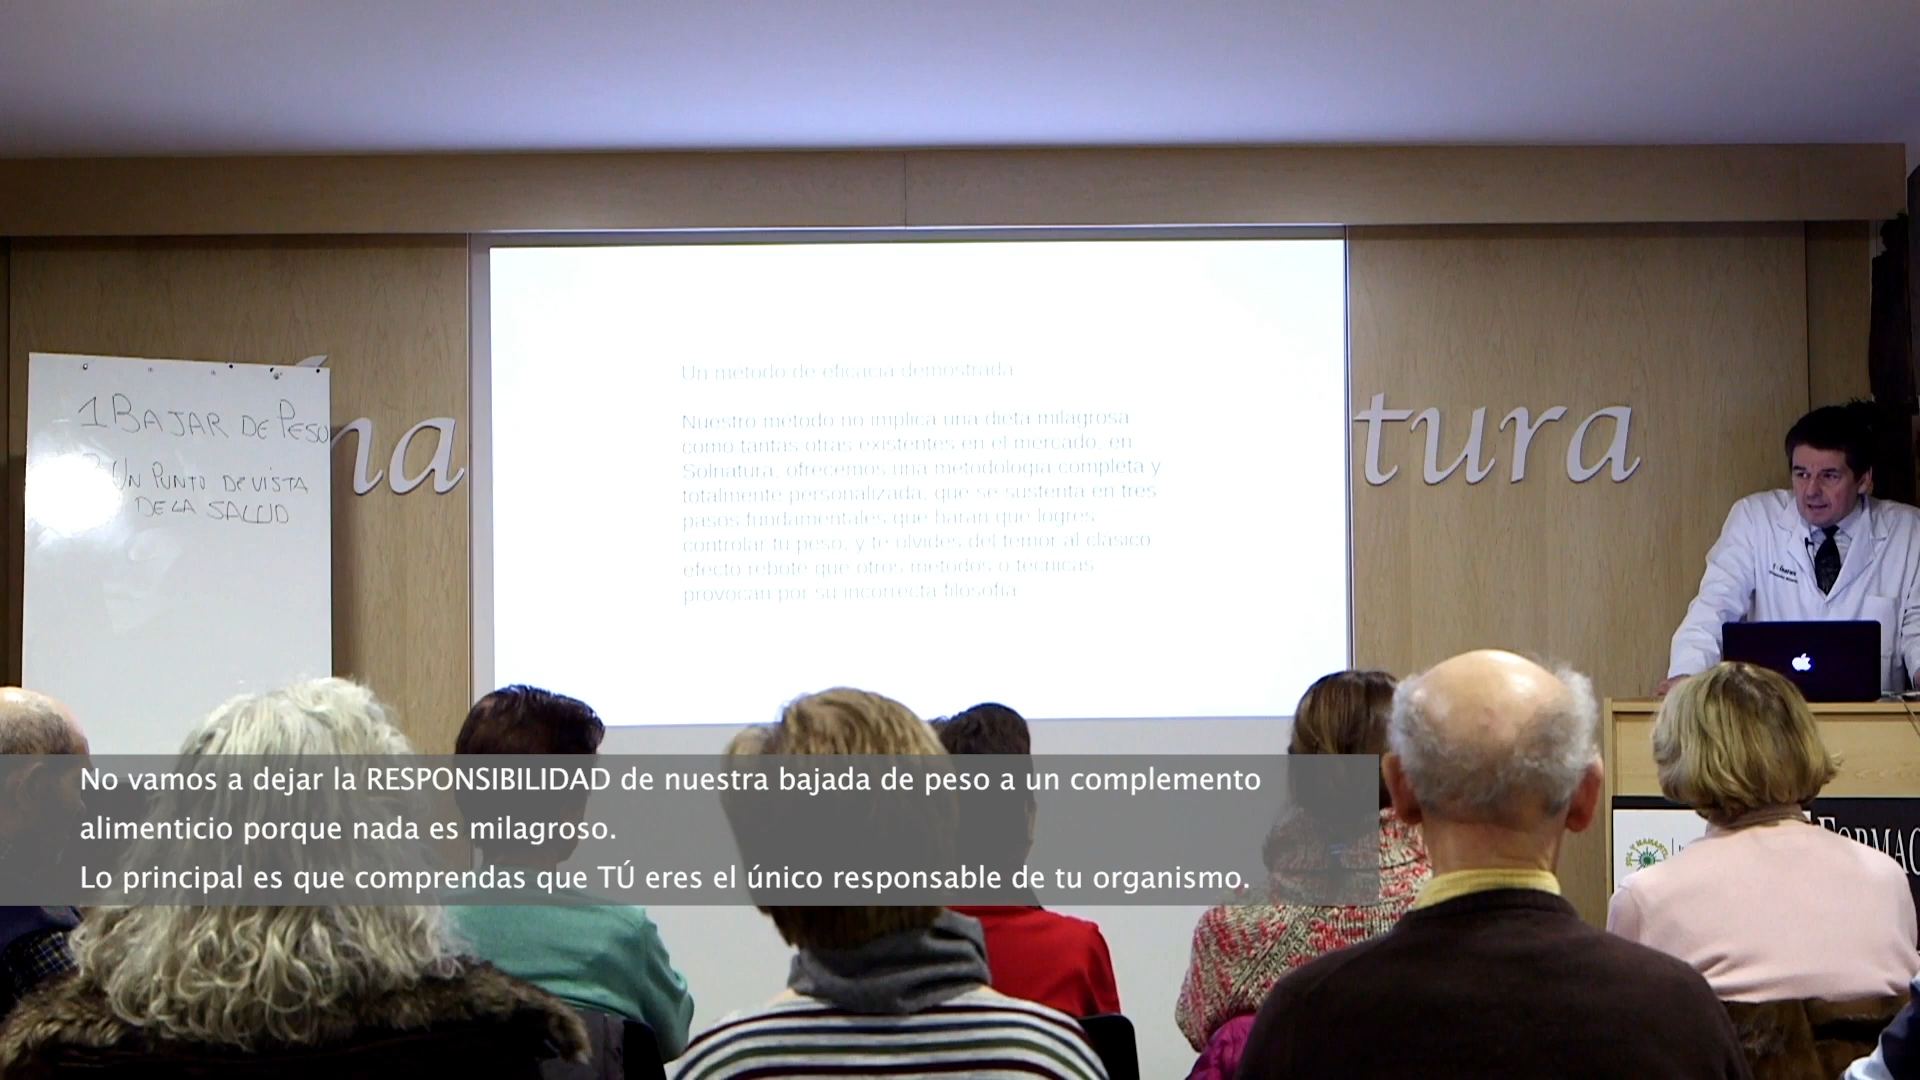 1 BAJAR DE PESO
UN PUNTO DE VISTA
DE LA SALUD
na
tura
Un metodo de eficacia demostrada
Nuestro metodo no implica una dieta milagrosa
como tantas otras existentes en el mercado, en
Solnatura, ofrecemos una metodologia completa y
totalmente personalizada, que se sustenta en tres
pasos fundamentales que haran que logres
controlar tu peso, y te olvides del temor al clasico
efecto rebote que otros metodos o tecnicas
provocan por su incorrecta filosofia
FORMAC
No vamos a dejar la RESPONSIBILIDAD de nuestra bajada de peso a un complemento
alimenticio porque nada es milagroso.
Lo principal es que comprendas que TÚ eres el único responsable de tu organismo.